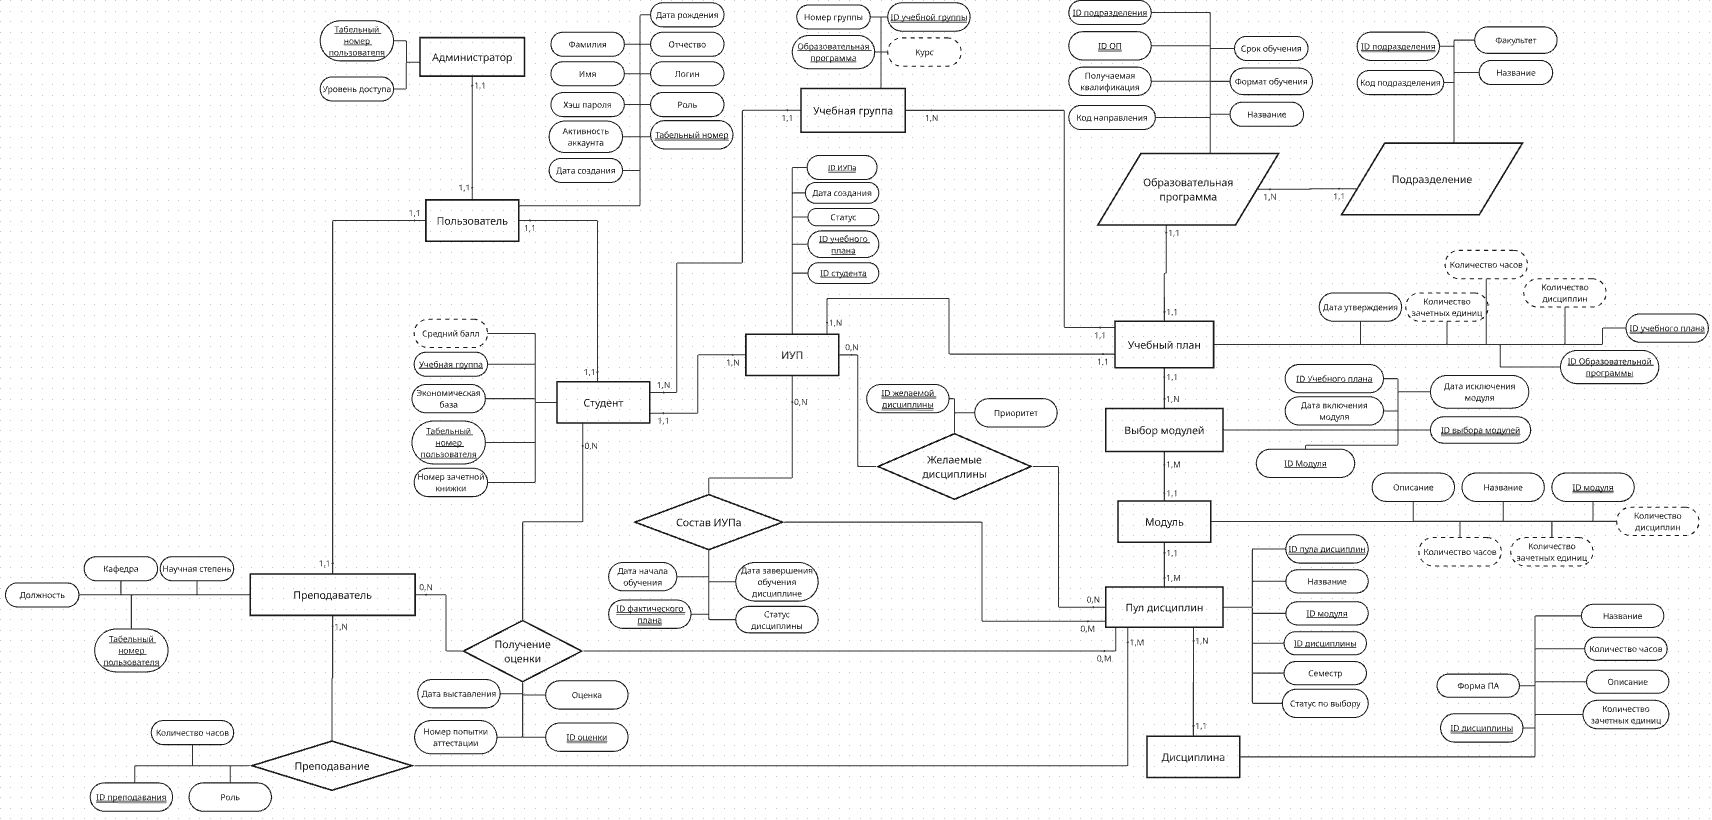 Табельный
номер
пользователя
Уровень доступа
Администратор
1,1
1,1
Пользователь
1,1
1,1
Дата рождения
Фамилия
Отчество
Имя
Логин
Хэш пароля
Роль
Активность
аккаунта
Табельный номер
Дата создания
Номер группы
ID учебной группы
Образовательная
программа
Курс
Учебная группа
1,1
1,N
ID подразделения
ID ОП
Срок обучения
Получаемая
квалификация
Формат обучения
Код направления
Название
Образовательная
программа
1,N
1,1
1,1
ID подразделения
Факультет
Код подразделения
Название
Подразделение
ID ИУПа
Дата создания
Статус
ID учебного
плана
ID студента
1,N
ИУП
0,N
1,N
0,N
Средний балл
Учебная группа
Экономическая
база
Табельный
номер
пользователя
Номер зачетной
книжки
1,1
Студент
1,N
1,1
0,N
1,1
1,1
1,1
Учебный план
1,1
Количество часов
Дата утверждения
Количество
зачетных единиц
Количество
дисциплин
ID учебного плана
ID Образовательной
программы
ID желаемой
дисциплины
Приоритет
Желаемые
дисциплины
1,N
Выбор модулей
1,M
ID Учебного плана
Дата включения
модуля
Дата исключения
модуля
ID выбора модулей
ID Модуля
1,1
Модуль
1,1
Описание
Название
ID модуля
Количество
дисциплин
Количество часов
Количество
зачетных единиц
Состав ИУПа
Дата начала
обучения
Дата завершения
обучения
дисциплине
ID фактического
плана
Статус
дисциплины
1,M
0,N
0,M
Пул дисциплин
1,M
0,M
1,N
ID пула дисциплин
Название
ID модуля
ID дисциплины
Семестр
Статус по выбору
Кафедра
Научная степень
Должность
Табельный
номер
пользователя
1,1
Преподаватель
0,N
1,N
Получение
оценки
Дата выставления
Оценка
Номер попытки
аттестации
ID оценки
Количество часов
Преподавание
ID преподавания
Роль
1,1
Дисциплина
Название
Количество часов
Форма ПА
Описание
ID дисциплины
Количество
зачетных единиц